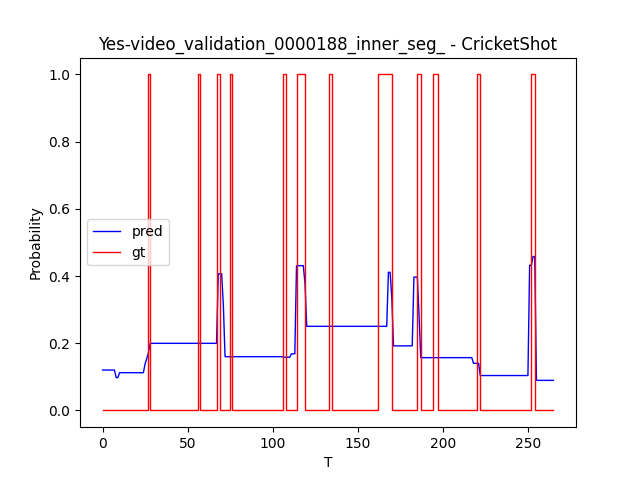 Yes-video_validation_0000188_inner_seg_ - CricketShot
1.0
0.8
0.6
0.4
0.2
0.0
Probability
pred
gt
0 50 100 150 200 250
T